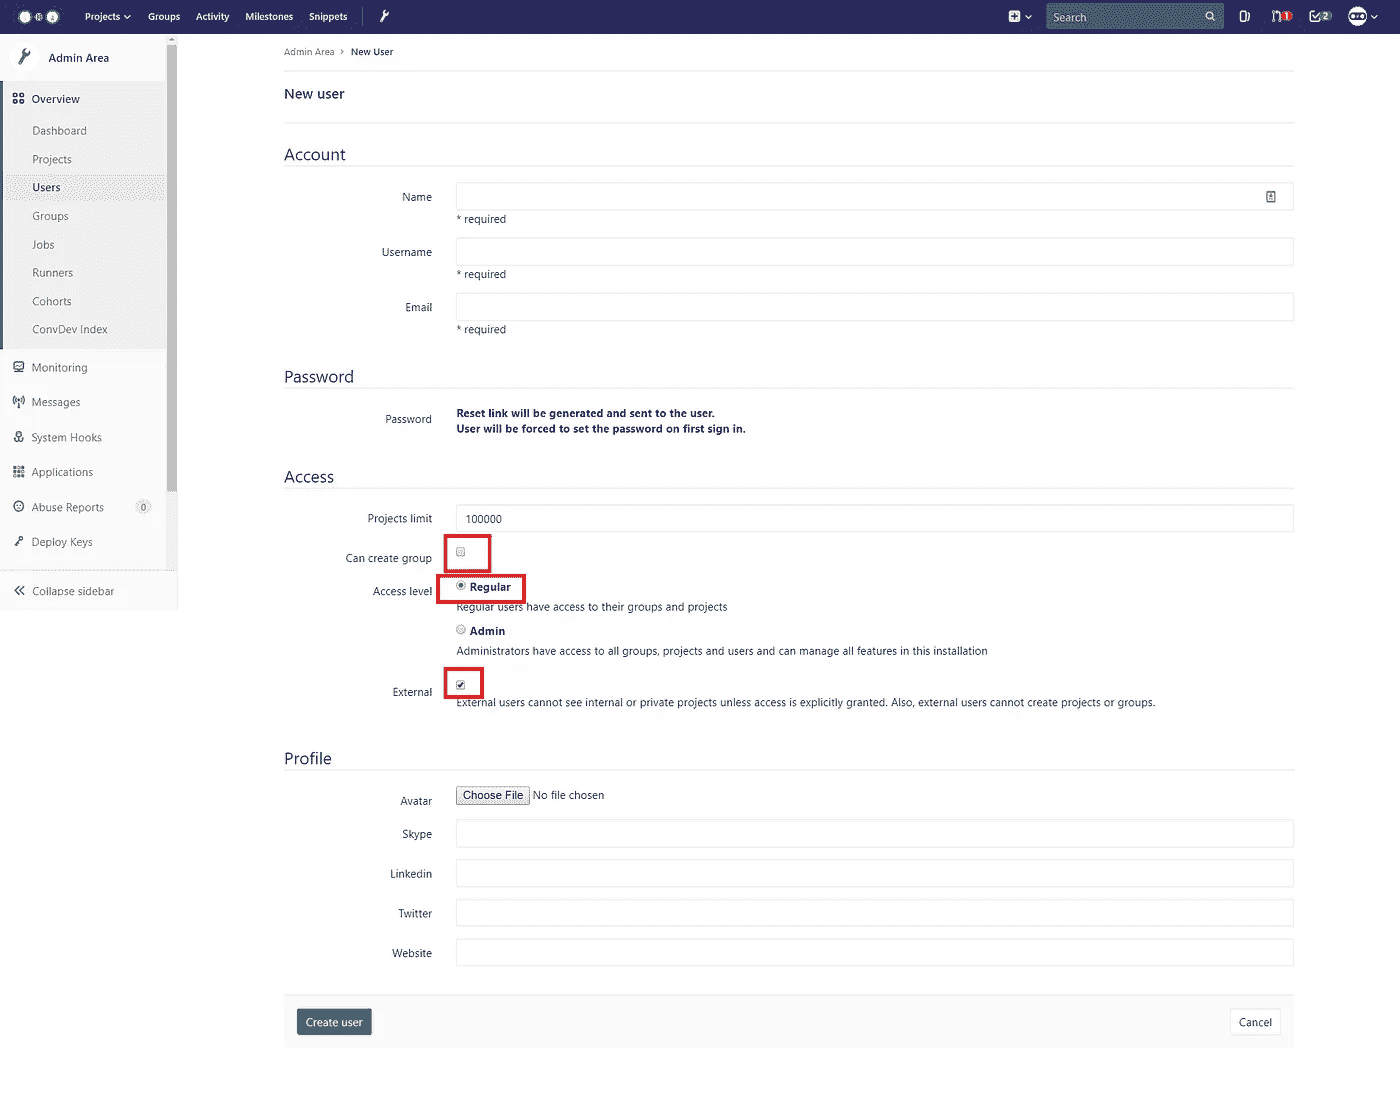 Projects Groups Activity Milestones Snippets Search 1 2
Admin Area
Overview
Dashboard
Projects
Users
Groups
Jobs
Runners
Cohorts
ConvDev Index
Monitoring
Messages
System Hooks
Applications
Abuse Reports 0
Deploy Keys
Collapse sidebar
Admin Area > New User
New user
Account
Name
* required
Username
* required
Email
* required
Password
Password
Reset link will be generated and sent to the user.
User will be forced to set the password on first sign in.
Access
Projects limit 100000
Can create group
Access level Regular
Regular users have access to their groups and projects
Admin
Administrators have access to all groups, projects and users and can manage all features in this installation
External
External users cannot see internal or private projects unless access is explicitly granted. Also, external users cannot create projects or groups.
Profile
Avatar Choose File No file chosen
Skype
Linkedin
Twitter
Website
Create user Cancel